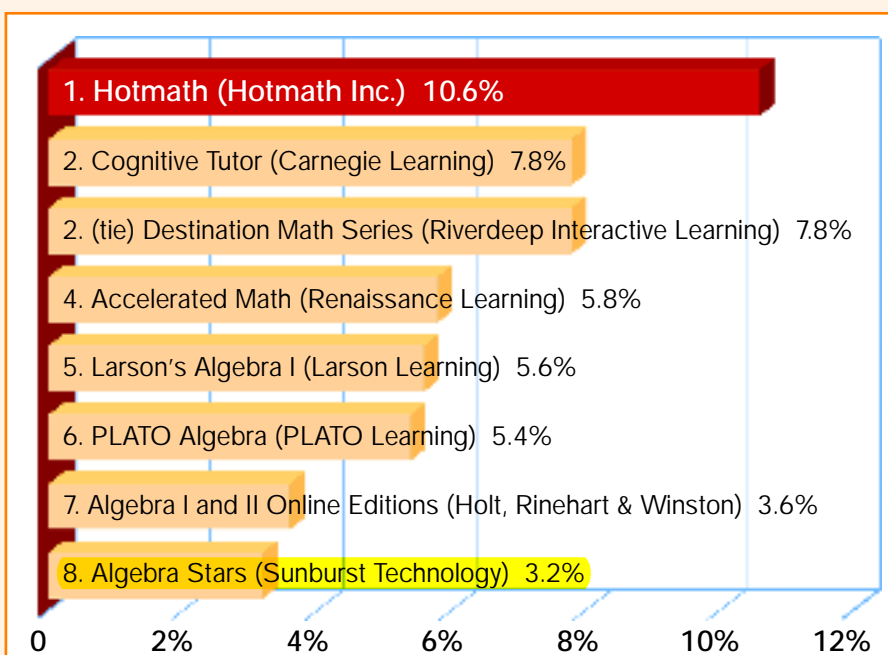 1. Hotmath (Hotmath Inc.) 10.6%
2. Cognitive Tutor (Carnegie Learning) 7.8%
2. (tie) Destination Math Series (Riverdeep Interactive Learning) 7.8%
4. Accelerated Math (Renaissance Learning) 5.8%
5. Larson's Algebra I (Larson Learning) 5.6%
6. PLATO Algebra (PLATO Learning) 5.4%
7. Algebra I and II Online Editions (Holt, Rinehart & Winston) 3.6%
8. Algebra Stars (Sunburst Technology) 3.2%
0 2% 4% 6% 8% 10% 12%